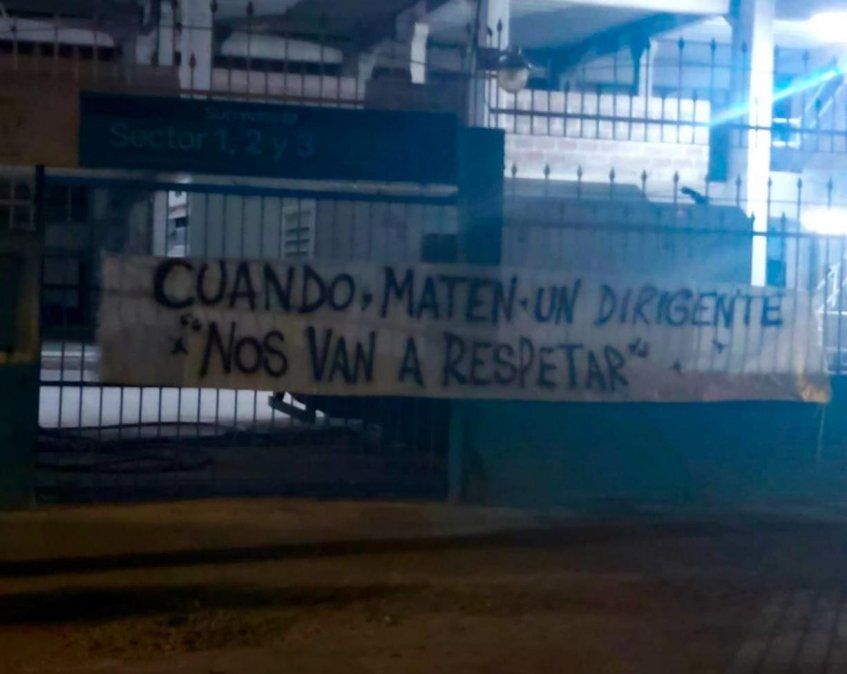 Sector 1, 2 y 3
CUANDO, MATEN UN DIRIGENTE
"NOS VAN A RESPETAR"